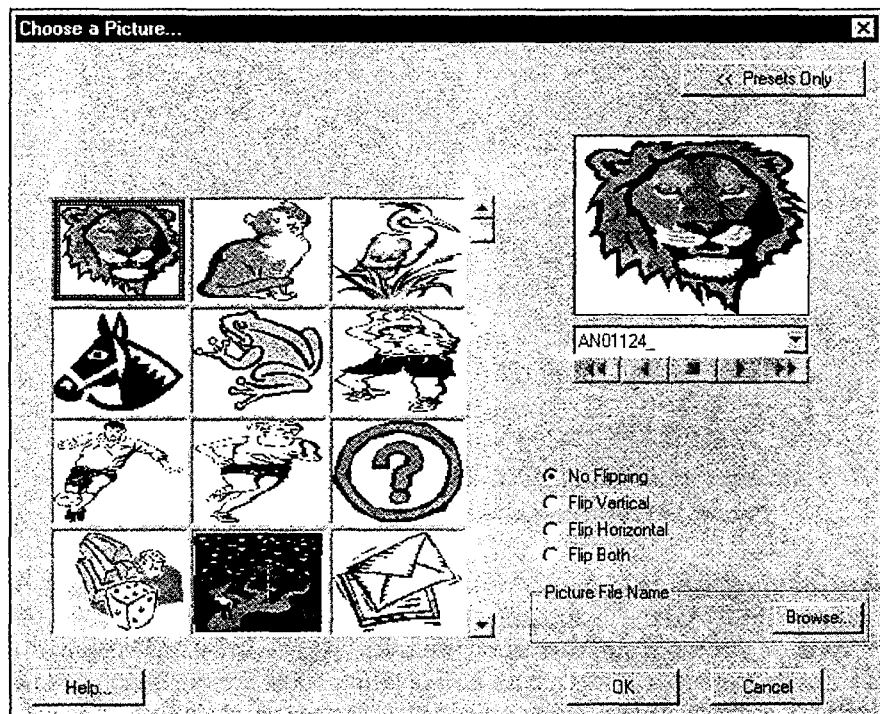 Choose a Picture...
<< Presets Only
AN01124_
No Flipping
Flip Vertical
Flip Horizontal
Flip Both
Picture File Name
Browse...
Help...
OK
Cancel